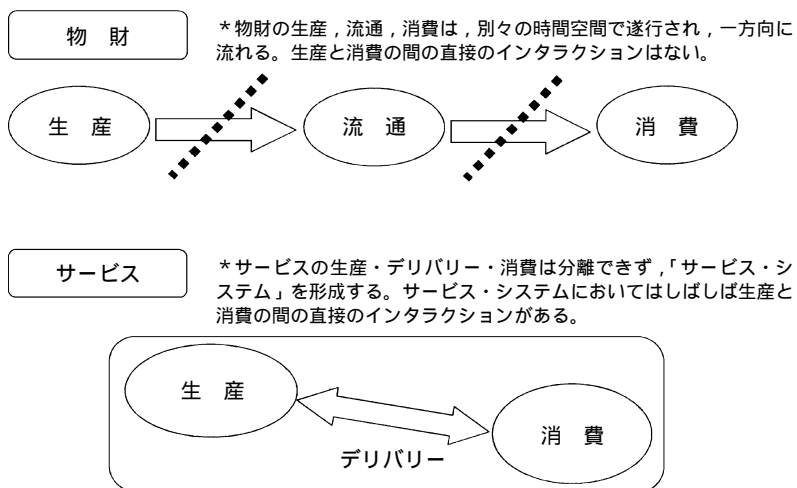 物 財
＊物財の生産，流通，消費は，別々の時間空間で遂行され，一方向に
流れる。生産と消費の間の直接のインタラクションはない。
生 産
流 通
消 費
サービス
＊サービスの生産・デリバリー・消費は分離できず，「サービス・シ
ステム」を形成する。サービス・システムにおいてはしばしば生産と
消費の間の直接のインタラクションがある。
生 産
消 費
デリバリー